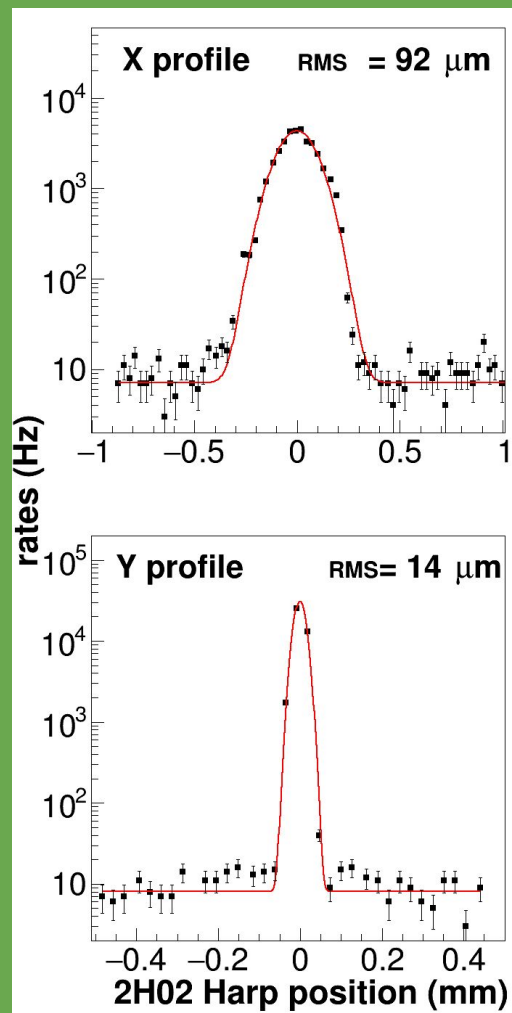 X profile RMS = 92 μm
10⁴
10³
10²
10
−1 −0.5 0 0.5 1
rates (Hz)
Y profile RMS= 14 μm
10⁵
10⁴
10³
10²
10
−0.4 −0.2 0 0.2 0.4
2H02 Harp position (mm)